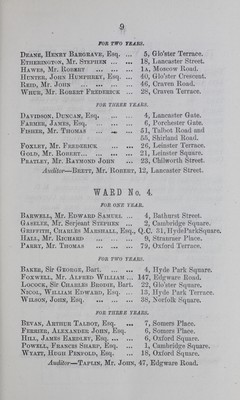 9
FOR TWO YEARS.
DEANE, HENRY BARGRAVE, Esq. ... 5, Glo'ster Terrace.
ETHERINGTON, Mr. STEPHEN ... ... 18, Lancaster Street.
HAWES, Mr. ROBERT ... ... ... 1A, Moscow Road.
HUNTER, JOHN HUMPHREY, Esq. 40, Glo'ster Crescent.
REID, Mr. JOHN ... ... ... ... 46, Craven Road.
WHUR, Mr. ROBERT FREDERICK ... 28, Craven Terrace.
FOR THREE YEARS.
DAVIDSON, DUNCAN, Esq. ... ... 4, Lancaster Gate.
FARMER, JAMES, Esq. ... ... ... 6, Porchester Gate.
FISHER, Mr. THOMAS ... ... ... 51, Talbot Road and
55, Shirland Road.
FOXLEY, Mr. FREDERICK ... ... 26, Leinster Terrace.
GOLD, Mr. ROBERT... ... ... ... 21, Leinster Square.
PRATLEY, Mr. RAYMOND JOHN ... 23, Chilworth Street.
Auditor—BRETT, Mr. ROBERT, 12, Lancaster Street.
WARD No. 4.
FOR ONE YEAR.
BARWELL, Mr. EDWARD SAMUEL ... 4, Bathurst Street.
GASELEE, Mr. Serjeant STEPHEN ... 2, Cambridge Square.
GRIFFITH, CHARLES MARSHALL, Esq., Q.C. 31, HydeParkSquare.
HALL, Mr. RICHARD ... ... ... 9, Stanhope Place.
PARRY, Mr. THOMAS ... ... ... 79, Oxford Terrace.
FOR TWO YEARS.
BAKER, Sir GEORGE, Bart. ... ... 4, Hyde Park Square.
FOXWELL, Mr. ALFRED WILLIAM ... 147, Edgware Road.
LOCOCK, Sir CHARLES BRODIE, Bart. 22, Glo'ster Square.
NICOL, WILLIAM EDWARD, Esq. ... 13, Hyde Park Terrace.
WILSON, JOHN, Esq. ... ... ... 38, Norfolk Square.
FOR THREE YEARS.
BEVAN, ARTHUR TALBOT, Esq. ... 7, Somers Place.
FERRIER, ALEXANDER JOHN, Esq. 6, Somers Place.
HILL, JAMES EARDLEY, Esq. ... ... 6, Oxford Square.
POWELL, FRANCIS SHARP, Esq. ... 1, Cambridge Square.
WYATT, HUGH PENFOLD, Esq. ... 18, Oxford Square.
Auditor—TAPLIN, Mr. JOHN, 47, Edgware Road.